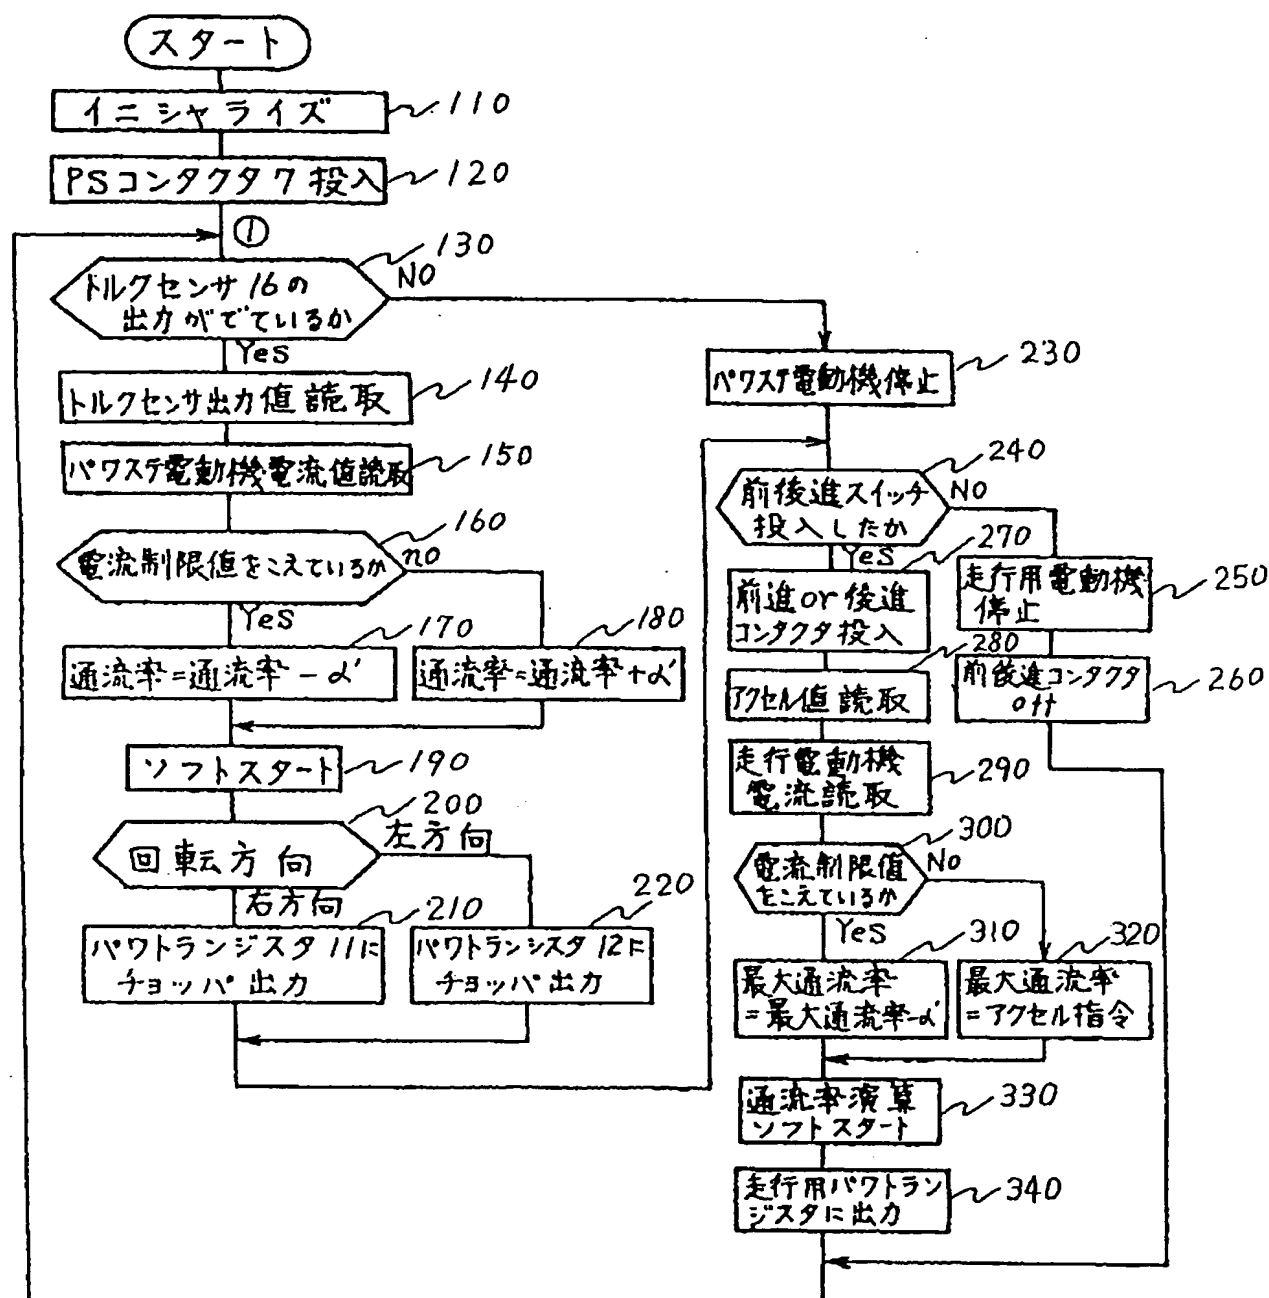 スタート
イニシャライズ
110
PSコンタクタ7投入
120
①
130
トルクセンサ16の
出力がでているか
NO
Yes
トルクセンサ出力値読取
140
パワステ電動機電流値読取
150
160
電流制限値をこえているか
no
Yes
170
通流率=通流率-α'
180
通流率=通流率+α'
ソフトスタート
190
200
回転方向
左方向
右方向
210
パワトランジスタ11に
チョッパ出力
220
パワトランシスタ12に
チョッパ出力
パワステ電動機停止
230
240
前後進スイッチ
投入したか
NO
Yes
270
前進or後進
コンタクタ投入
走行用電動機
停止
250
280
アクセル値読取
前後進コンタクタ
off
260
走行電動機
電流読取
290
300
電流制限値
をこえているか
No
Yes
310
最大通流率
=最大通流率-α'
320
最大通流率
=アクセル指令
通流率演算
ソフトスタート
330
走行用パワトラン
ジスタに出力
340